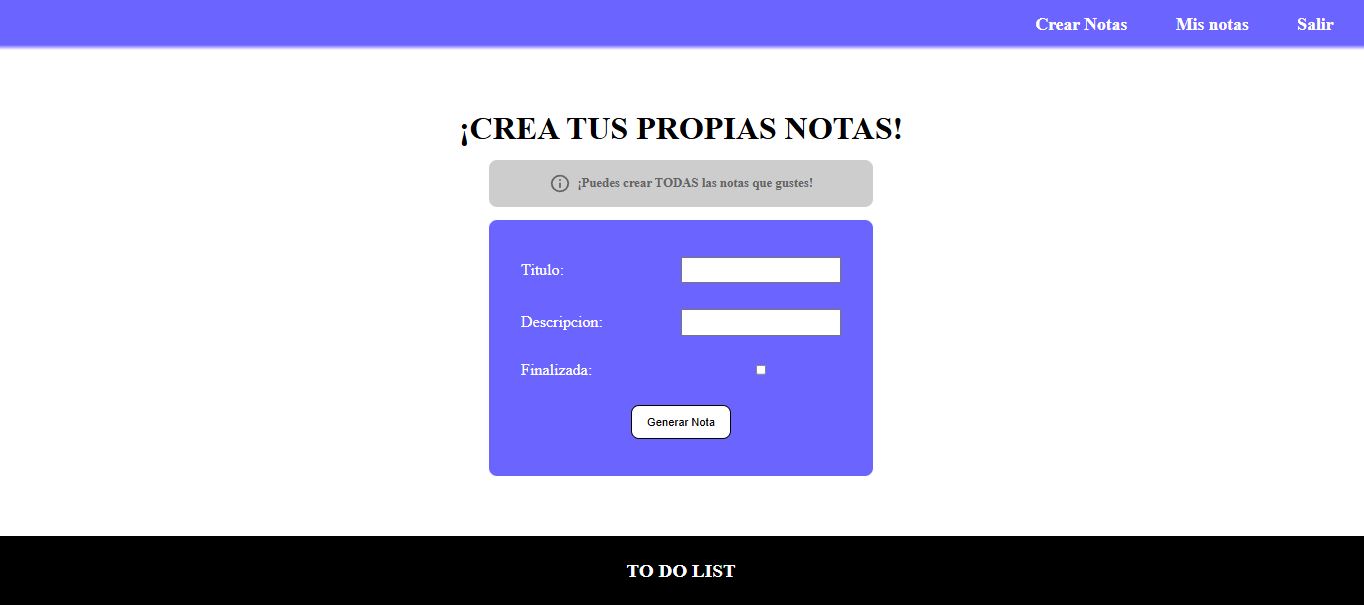 Crear Notas Mis notas Salir
¡CREA TUS PROPIAS NOTAS!
¡Puedes crear TODAS las notas que gustes!
Titulo:
Descripcion:
Finalizada:
Generar Nota
TO DO LIST